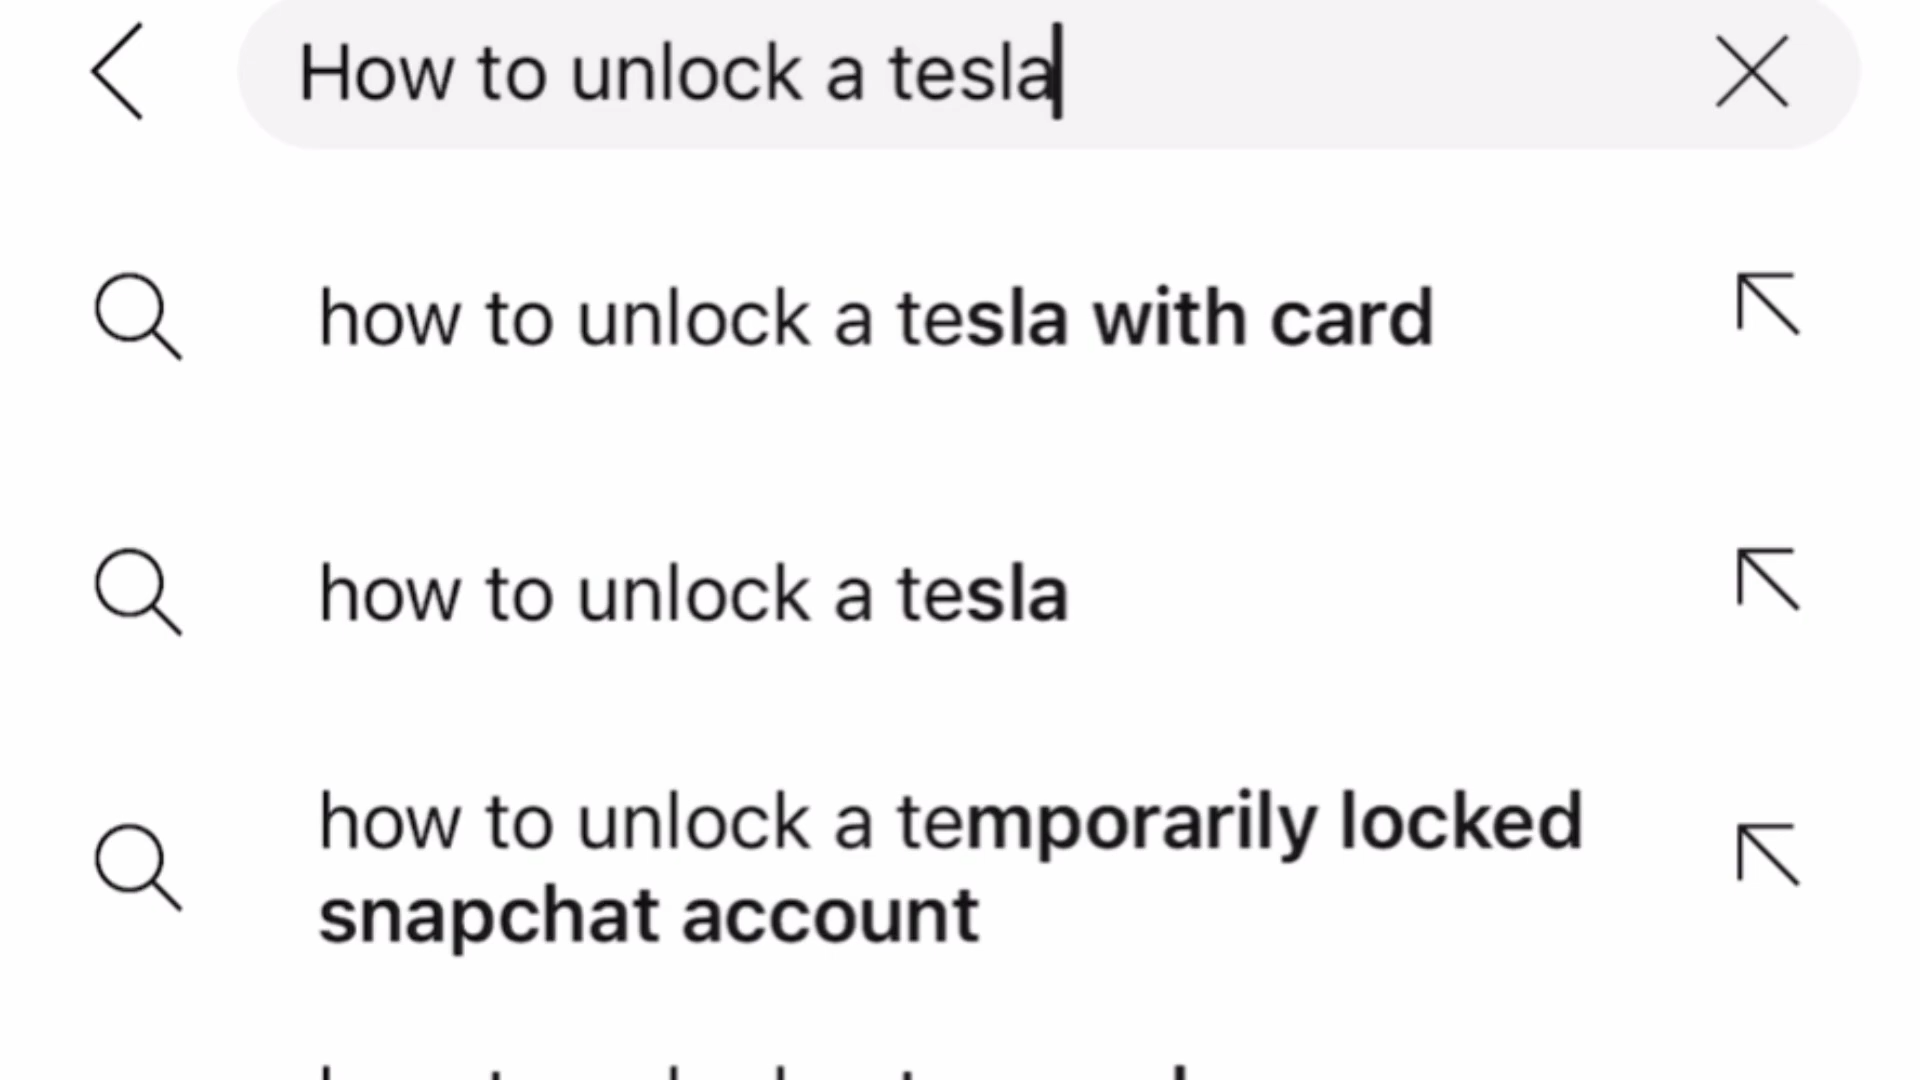 How to unlock a tesla
how to unlock a tesla with card
how to unlock a tesla
how to unlock a temporarily locked
snapchat account